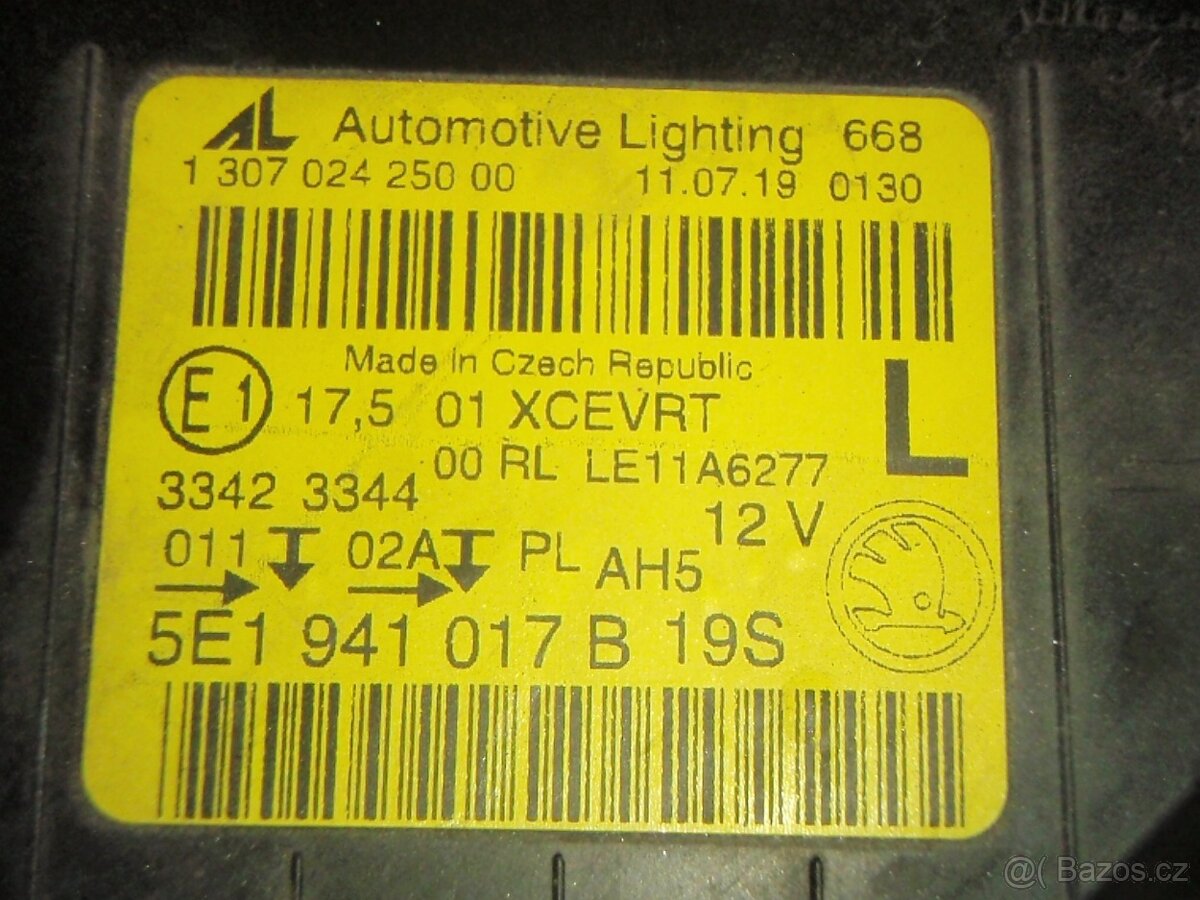 AL Automotive Lighting 668
1 307 024 250 00 11.07.19 0130
Made in Czech Republic
E1 17,5 01 XCEVRT L
00 RL LE11A6277
3342 3344 12 V
011 02A PL AH5
5E1 941 017 B 19S
@( Bazos.cz